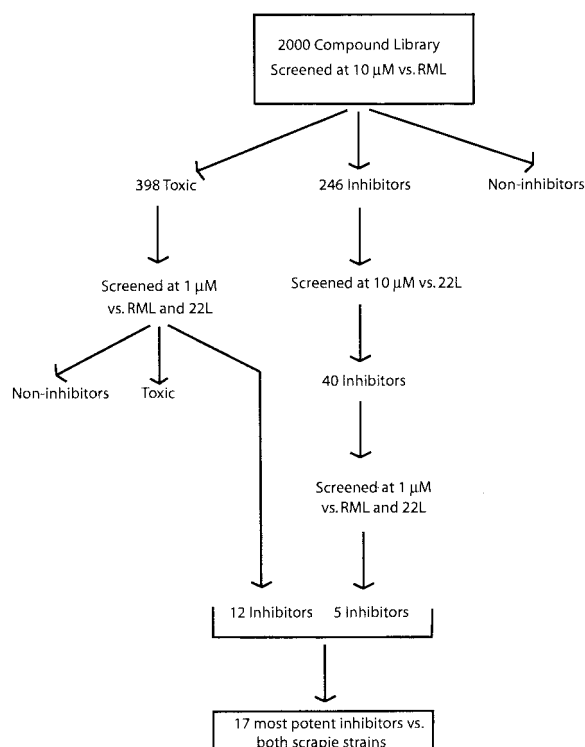 2000 Compound Library
Screened at 10 µM vs. RML
398 Toxic
246 Inhibitors
Non-inhibitors
Screened at 1 µM
vs. RML and 22L
Screened at 10 µM vs. 22L
Non-inhibitors
Toxic
40 Inhibitors
Screened at 1 µM
vs. RML and 22L
12 Inhibitors
5 Inhibitors
17 most potent inhibitors vs.
both scrapie strains